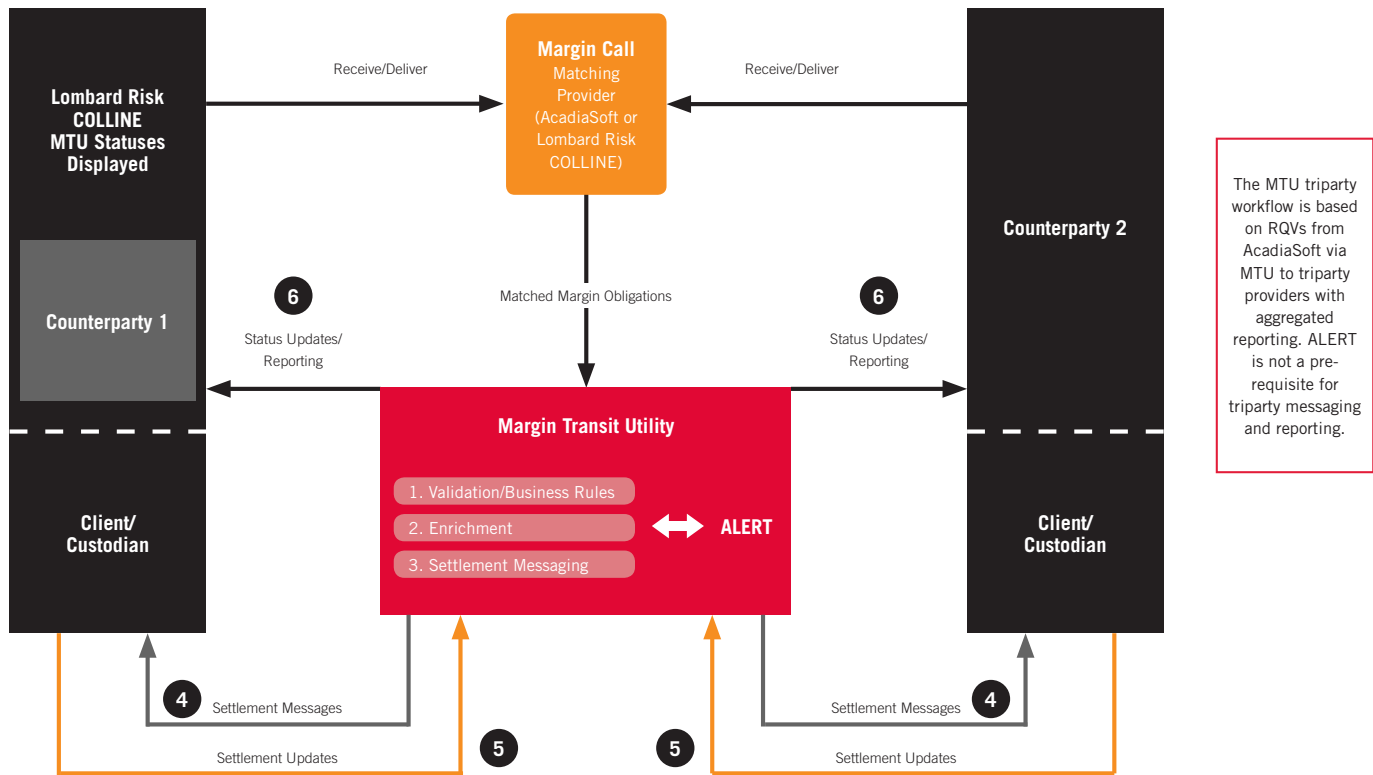 Lombard Risk
COLLINE
MTU Statuses
Displayed
Counterparty 1
Client/
Custodian
Receive/Deliver
Margin Call
Matching
Provider
(AcadiaSoft or
Lombard Risk
COLLINE)
Receive/Deliver
Counterparty 2
Client/
Custodian
Matched Margin Obligations
6
Status Updates/
Reporting
6
Status Updates/
Reporting
Margin Transit Utility
1. Validation/Business Rules
2. Enrichment
3. Settlement Messaging
ALERT
4
Settlement Messages
5
Settlement Updates
Settlement Messages
4
5
Settlement Updates
The MTU triparty
workflow is based
on RQVs from
AcadiaSoft via
MTU to triparty
providers with
aggregated
reporting. ALERT
is not a pre-
requisite for
triparty messaging
and reporting.